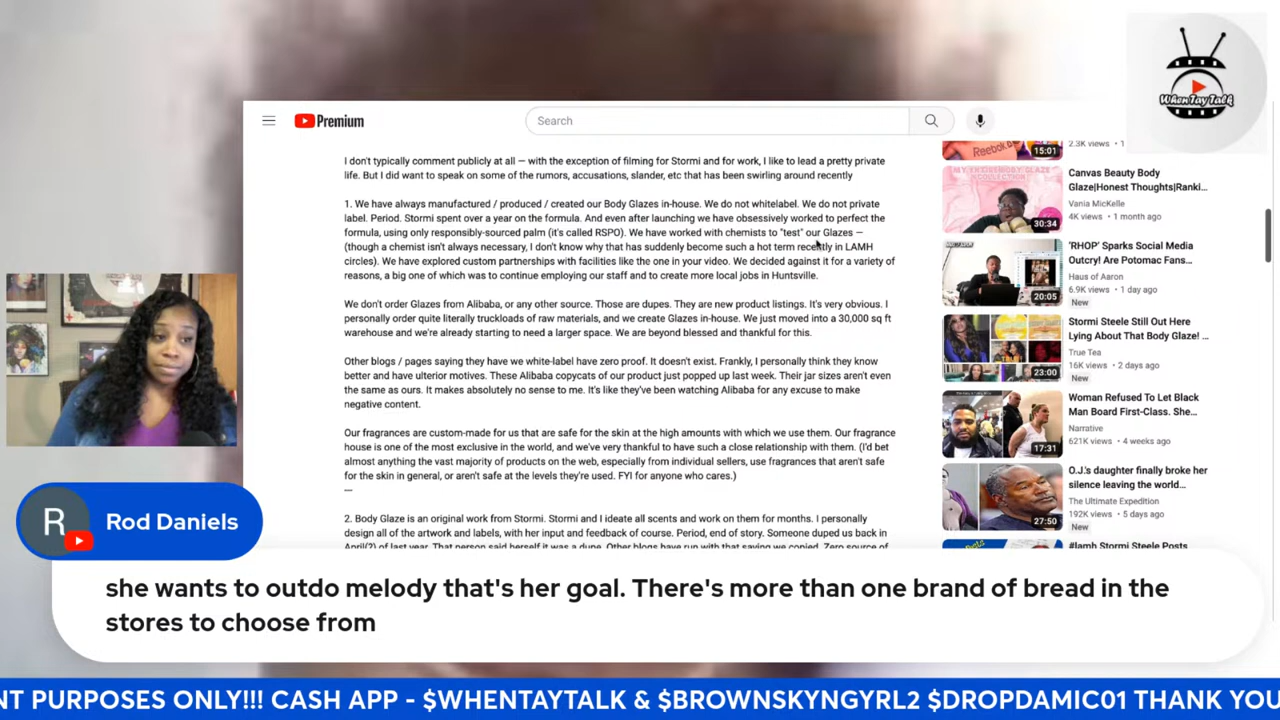 WhenTayTalk
Premium
Search
I don't typically comment publicly at all — with the exception of filming for Stormi and for work, I like to lead a pretty private
life. But I did want to speak on some of the rumors, accusations, slander, etc that has been swirling around recently
1. We have always manufactured / produced / created our Body Glazes in-house. We do not whitelabel. We do not private
label. Period. Stormi spent over a year on the formula. And even after launching we have obsessively worked to perfect the
formula, using only responsibly-sourced palm (it's called RSPO). We have worked with chemists to "test" our Glazes —
(though a chemist isn't always necessary, I don't know why that has suddenly become such a hot term recently in LAMH
circles). We have explored custom partnerships with facilities like the one in your video. We decided against it for a variety of
reasons, a big one of which was to continue employing our staff and to create more local jobs in Huntsville.
We don't order Glazes from Alibaba, or any other source. Those are dupes. They are new product listings. It's very obvious. I
personally order quite literally truckloads of raw materials, and we create Glazes in-house. We just moved into a 30,000 sq ft
warehouse and we're already starting to need a larger space. We are beyond blessed and thankful for this.
Other blogs / pages saying they have we white-label have zero proof. It doesn't exist. Frankly, I personally think they know
better and have ulterior motives. These Alibaba copycats of our product just popped up last week. Their jar sizes aren't even
the same as ours. It makes absolutely no sense to me. It's like they've been watching Alibaba for any excuse to make
negative content.
Our fragrances are custom-made for us that are safe for the skin at the high amounts with which we use them. Our fragrance
house is one of the most exclusive in the world, and we've very thankful to have such a close relationship with them. (I'd bet
almost anything the vast majority of products on the web, especially from individual sellers, use fragrances that aren't safe
for the skin in general, or aren't safe at the levels they're used. FYI for anyone who cares.)
—
2. Body Glaze is an original work from Stormi. Stormi and I ideate all scents and work on them for months. I personally
design all of the artwork and labels, with her input and feedback of course. Period, end of story. Someone duped us back in
April(?) of last year. That person said herself it was a dupe. Other blogs have run with that saying we copied. Zero source of
15:01
2.3K views • 1
Canvas Beauty Body
Glaze|Honest Thoughts|Ranki...
Vania MicKelle
4K views • 1 month ago
30:34
'RHOP' Sparks Social Media
Outcry! Are Potomac Fans...
Haus of Aaron
6.9K views • 1 day ago
New
20:05
Stormi Steele Still Out Here
Lying About That Body Glaze! ...
True Tea
16K views • 2 days ago
New
23:00
Woman Refused To Let Black
Man Board First-Class. She...
Narrative
621K views • 4 weeks ago
17:31
O.J.'s daughter finally broke her
silence leaving the world...
The Ultimate Expedition
192K views • 5 days ago
New
27:50
#lamh Stormi Steele Posts
R
Rod Daniels
she wants to outdo melody that's her goal. There's more than one brand of bread in the
stores to choose from
NT PURPOSES ONLY!!! CASH APP - $WHENTAYTALK & $BROWNSKYNGYRL2 $DROPDAMIC01 THANK YOU